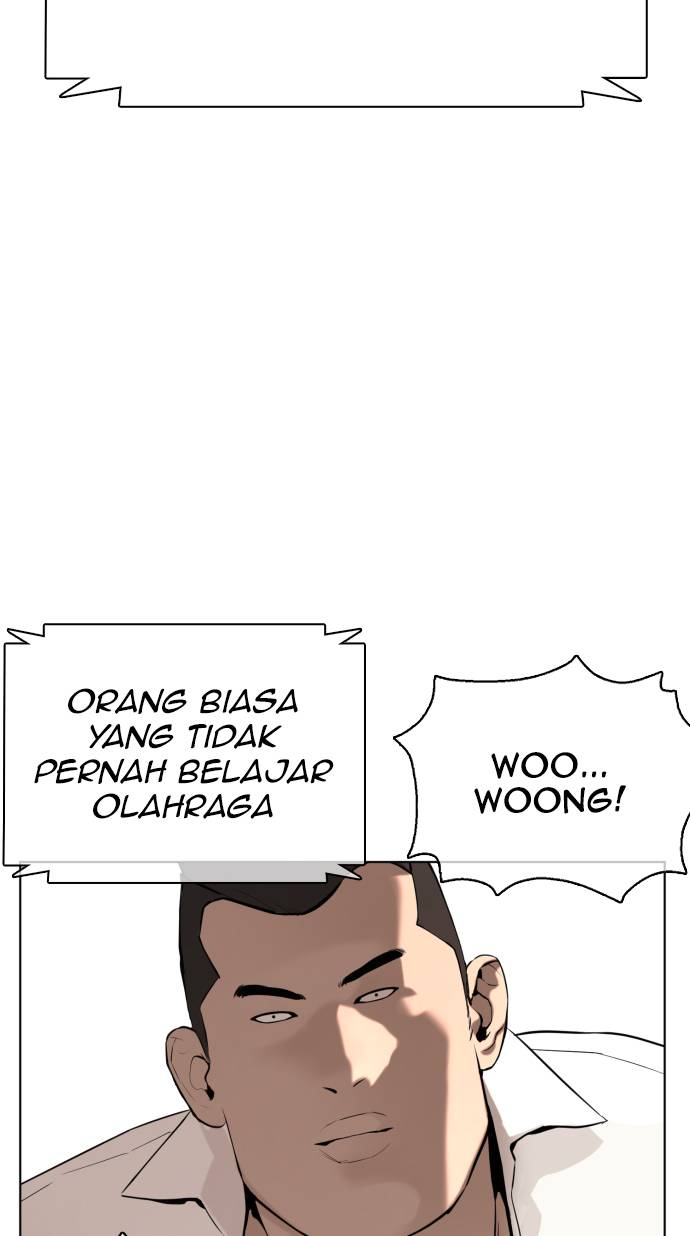 ORANG BIASA
YANG TIDAK
PERNAH BELAJAR
OLAHRAGA
WOO...
WOONG!